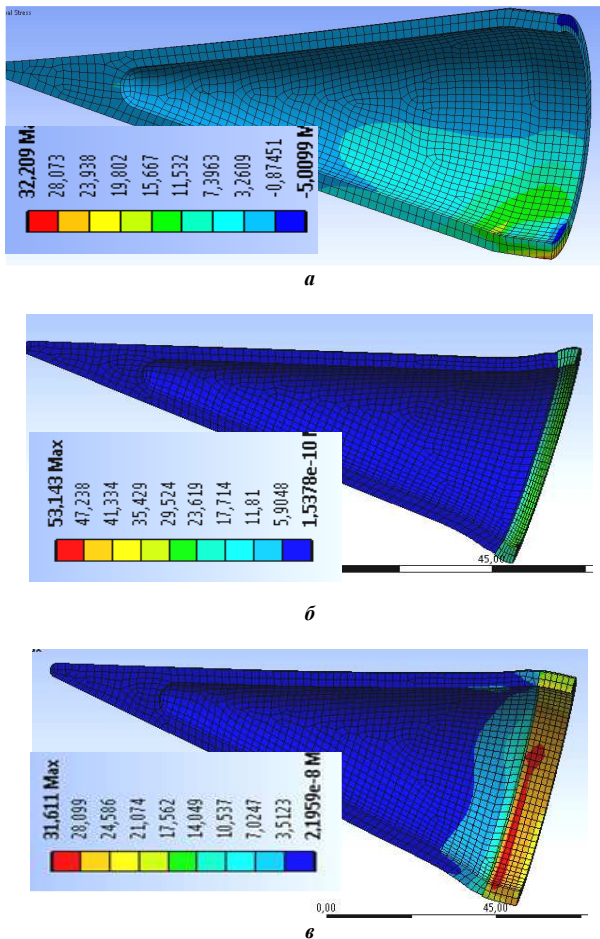 al Stress
32,209 Ma
28,073
23,938
19,802
15,667
11,532
7,3963
3,2609
-0,87451
-5,0099 M
а
53,143 Max
47,238
41,334
35,429
29,524
23,619
17,714
11,81
5,9048
1,5378e-10
45,00
б
31,611 Max
28,099
24,586
21,074
17,562
14,049
10,537
7,0247
3,5123
2,1959e-8 M
0,00 45,00
в